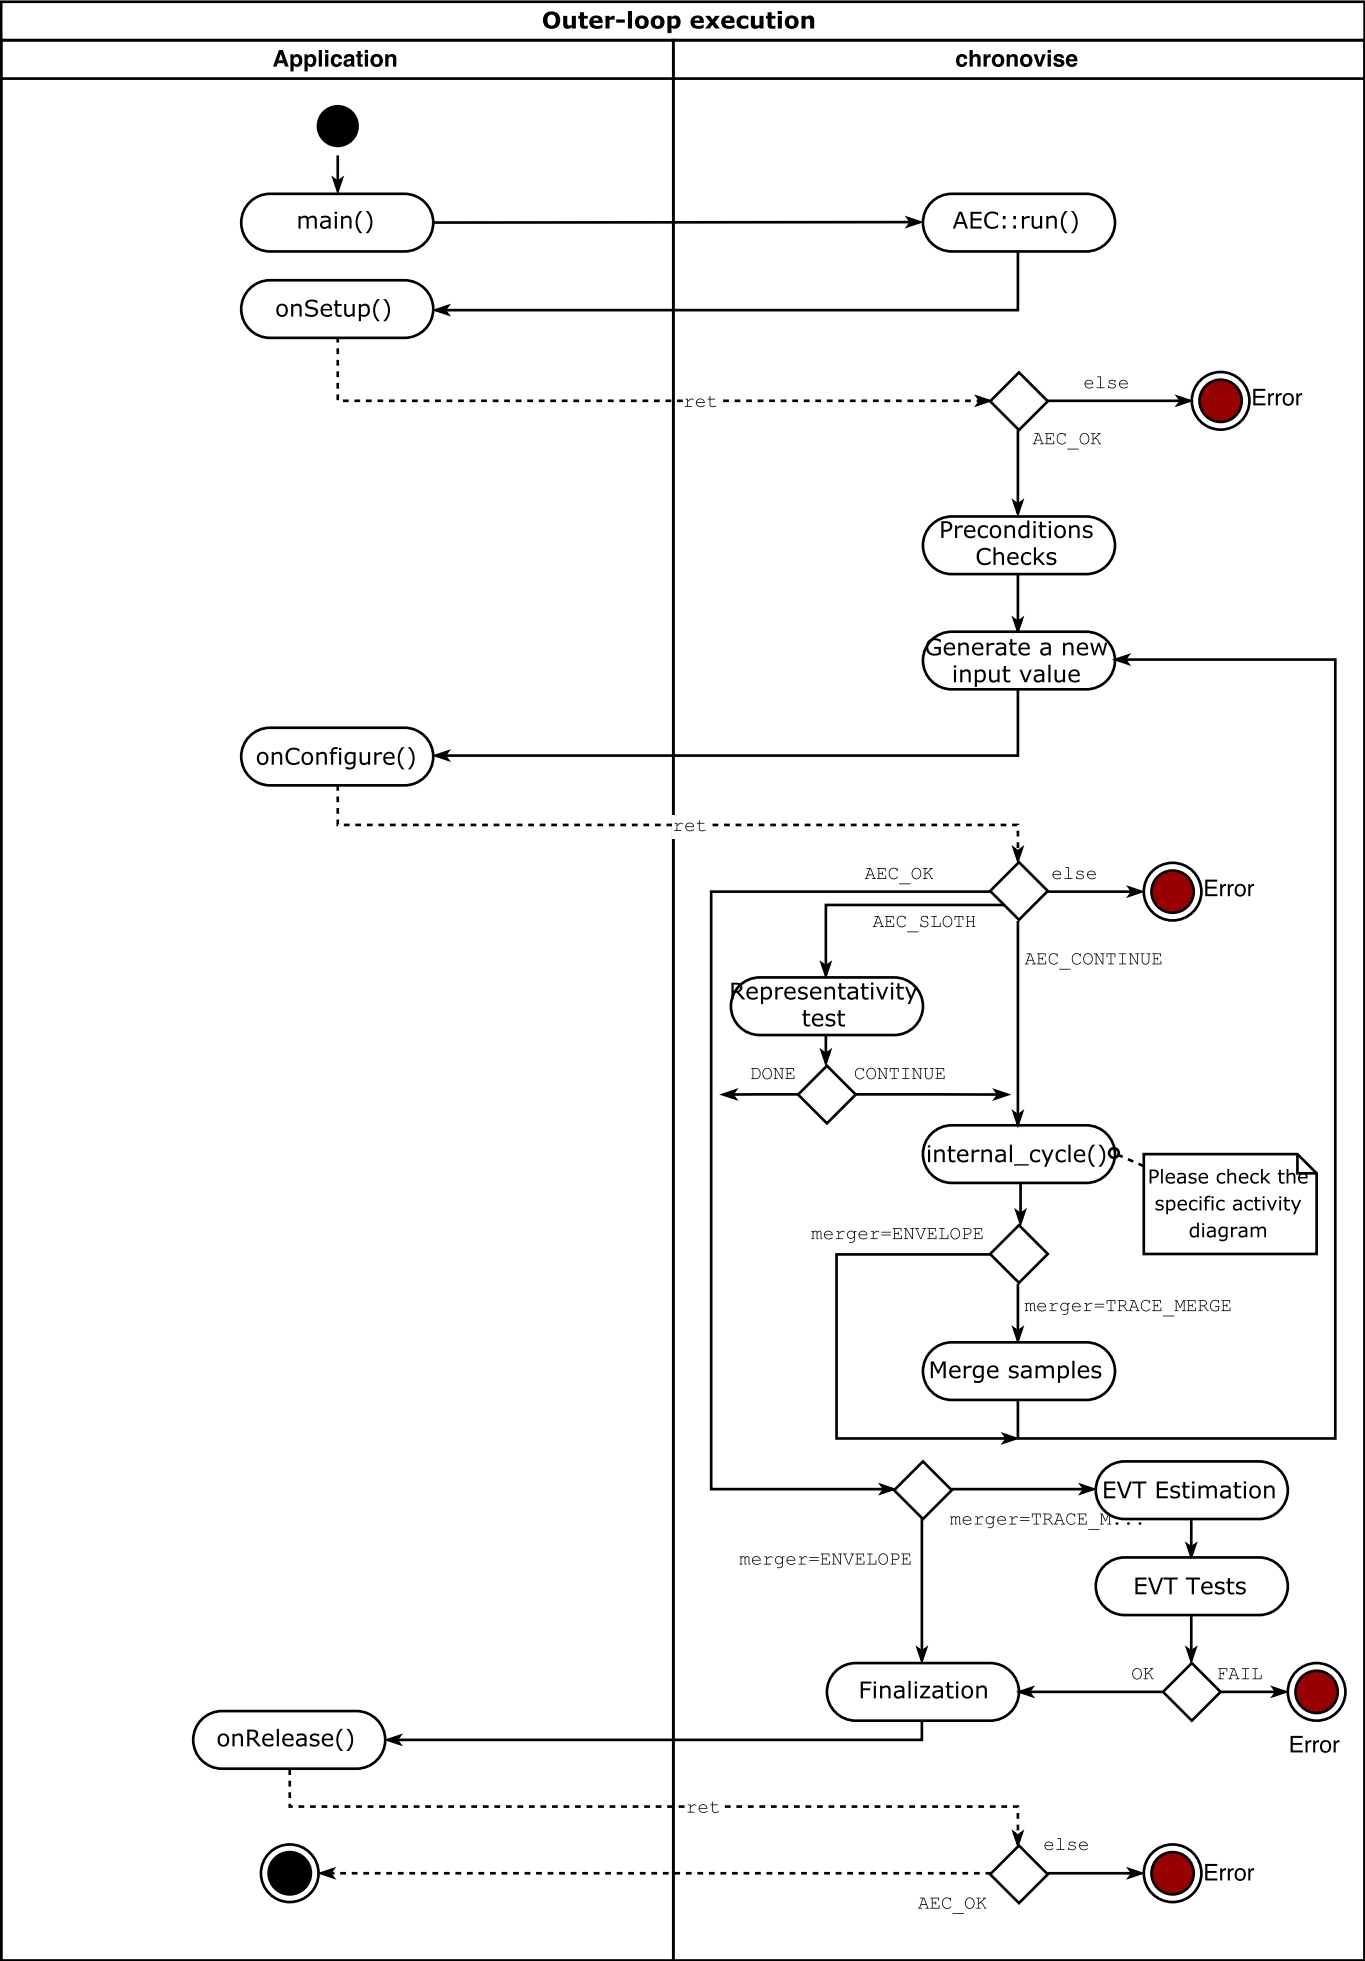 Outer-loop execution
Application
chronovise
main()
AEC::run()
onSetup()
ret
else
Error
AEC_OK
Preconditions
Checks
Generate a new
input value
onConfigure()
ret
AEC_OK
else
Error
AEC_SLOTH
AEC_CONTINUE
Representativity
test
DONE
CONTINUE
internal_cycle()
Please check the
specific activity
diagram
merger=ENVELOPE
merger=TRACE_MERGE
Merge samples
EVT Estimation
merger=TRACE_M...
merger=ENVELOPE
EVT Tests
OK
FAIL
Finalization
Error
onRelease()
ret
else
Error
AEC_OK